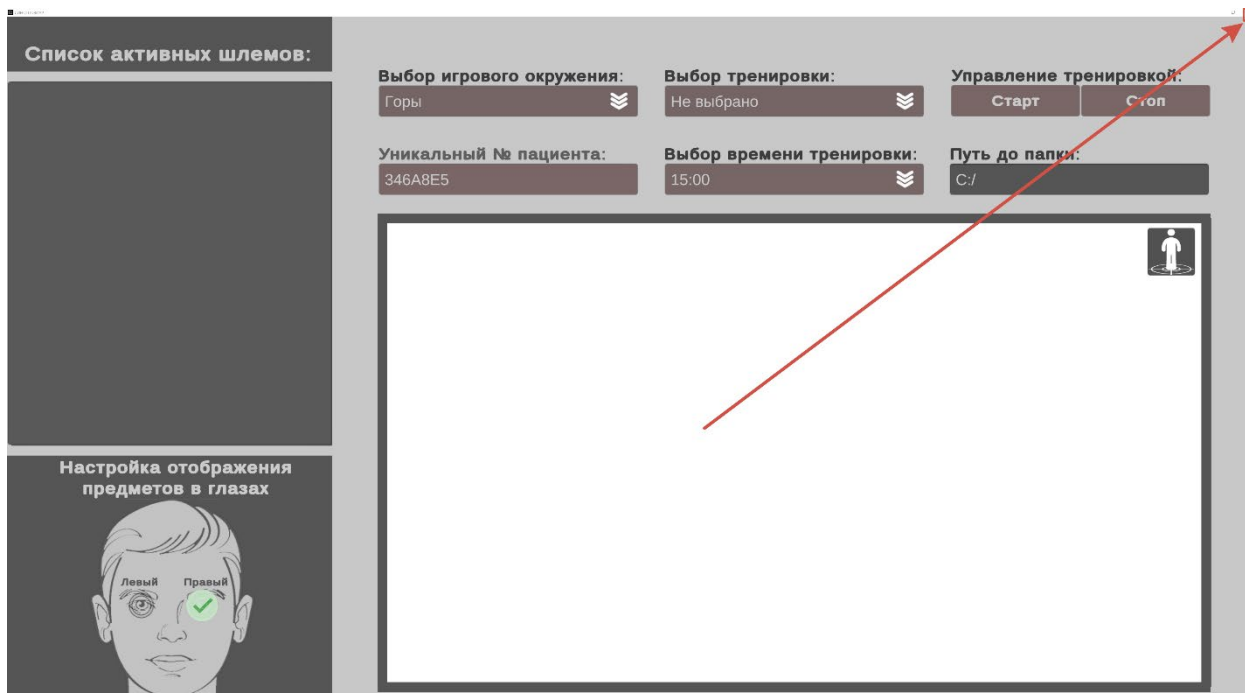 Список активных шлемов:
Выбор игрового окружения:
Горы
Выбор тренировки:
Не выбрано
Управление тренировкой:
Старт
Стоп
Уникальный № пациента:
346A8E5
Выбор времени тренировки:
15:00
Путь до папки:
C:/
Настройка отображения
предметов в глазах
Левый
Правый